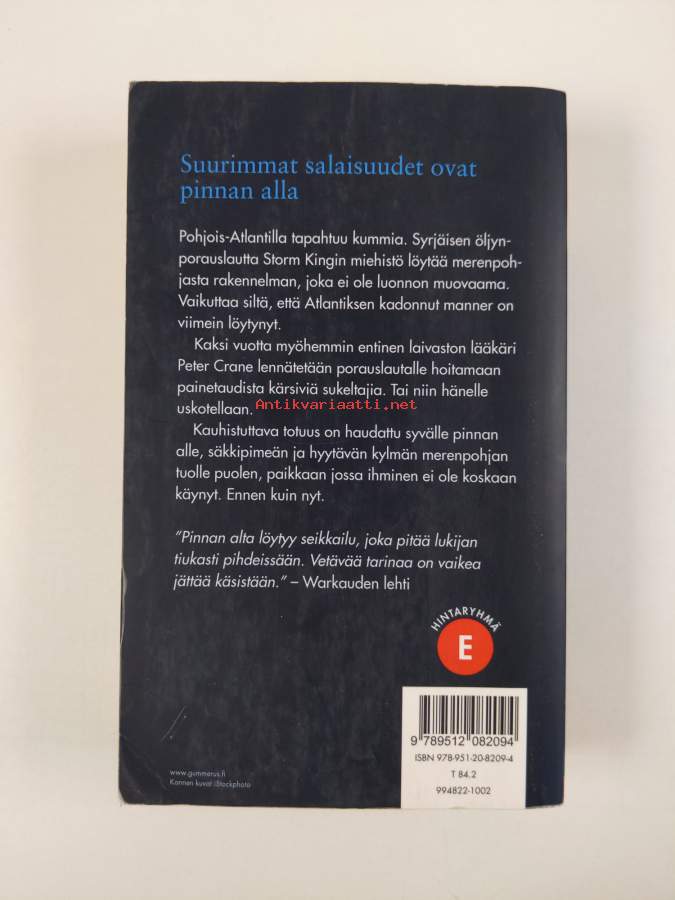 Suurimmat salaisuudet ovat
pinnan alla
Pohjois-Atlantilla tapahtuu kummia. Syrjäisen öljyn-
porauslautta Storm Kingin miehistö löytää merenpoh-
jasta rakennelman, joka ei ole luonnon muovaama.
Vaikuttaa siltä, että Atlantiksen kadonnut manner on
viimein löytynyt.
Kaksi vuotta myöhemmin entinen laivaston lääkäri
Peter Crane lennätetään porauslautalle hoitamaan
painetaudista kärsiviä sukeltajia. Tai niin hänelle
uskotellaan.
Antikvariaatti.net
Kauhistuttava totuus on haudattu syvälle pinnan
alle, säkkipimeän ja hyytävän kylmän merenpohjan
tuolle puolen, paikkaan jossa ihminen ei ole koskaan
käynyt. Ennen kuin nyt.
"Pinnan alta löytyy seikkailu, joka pitää lukijan
tiukasti pihdeissään. Vetävää tarinaa on vaikea
jättää käsistään." – Warkauden lehti
HINTARYHMÄ
E
9 789512 082094
ISBN 978-951-20-8209-4
T 84.2
994822-1002
www.gummerus.fi
Kannen kuvat iStockphoto